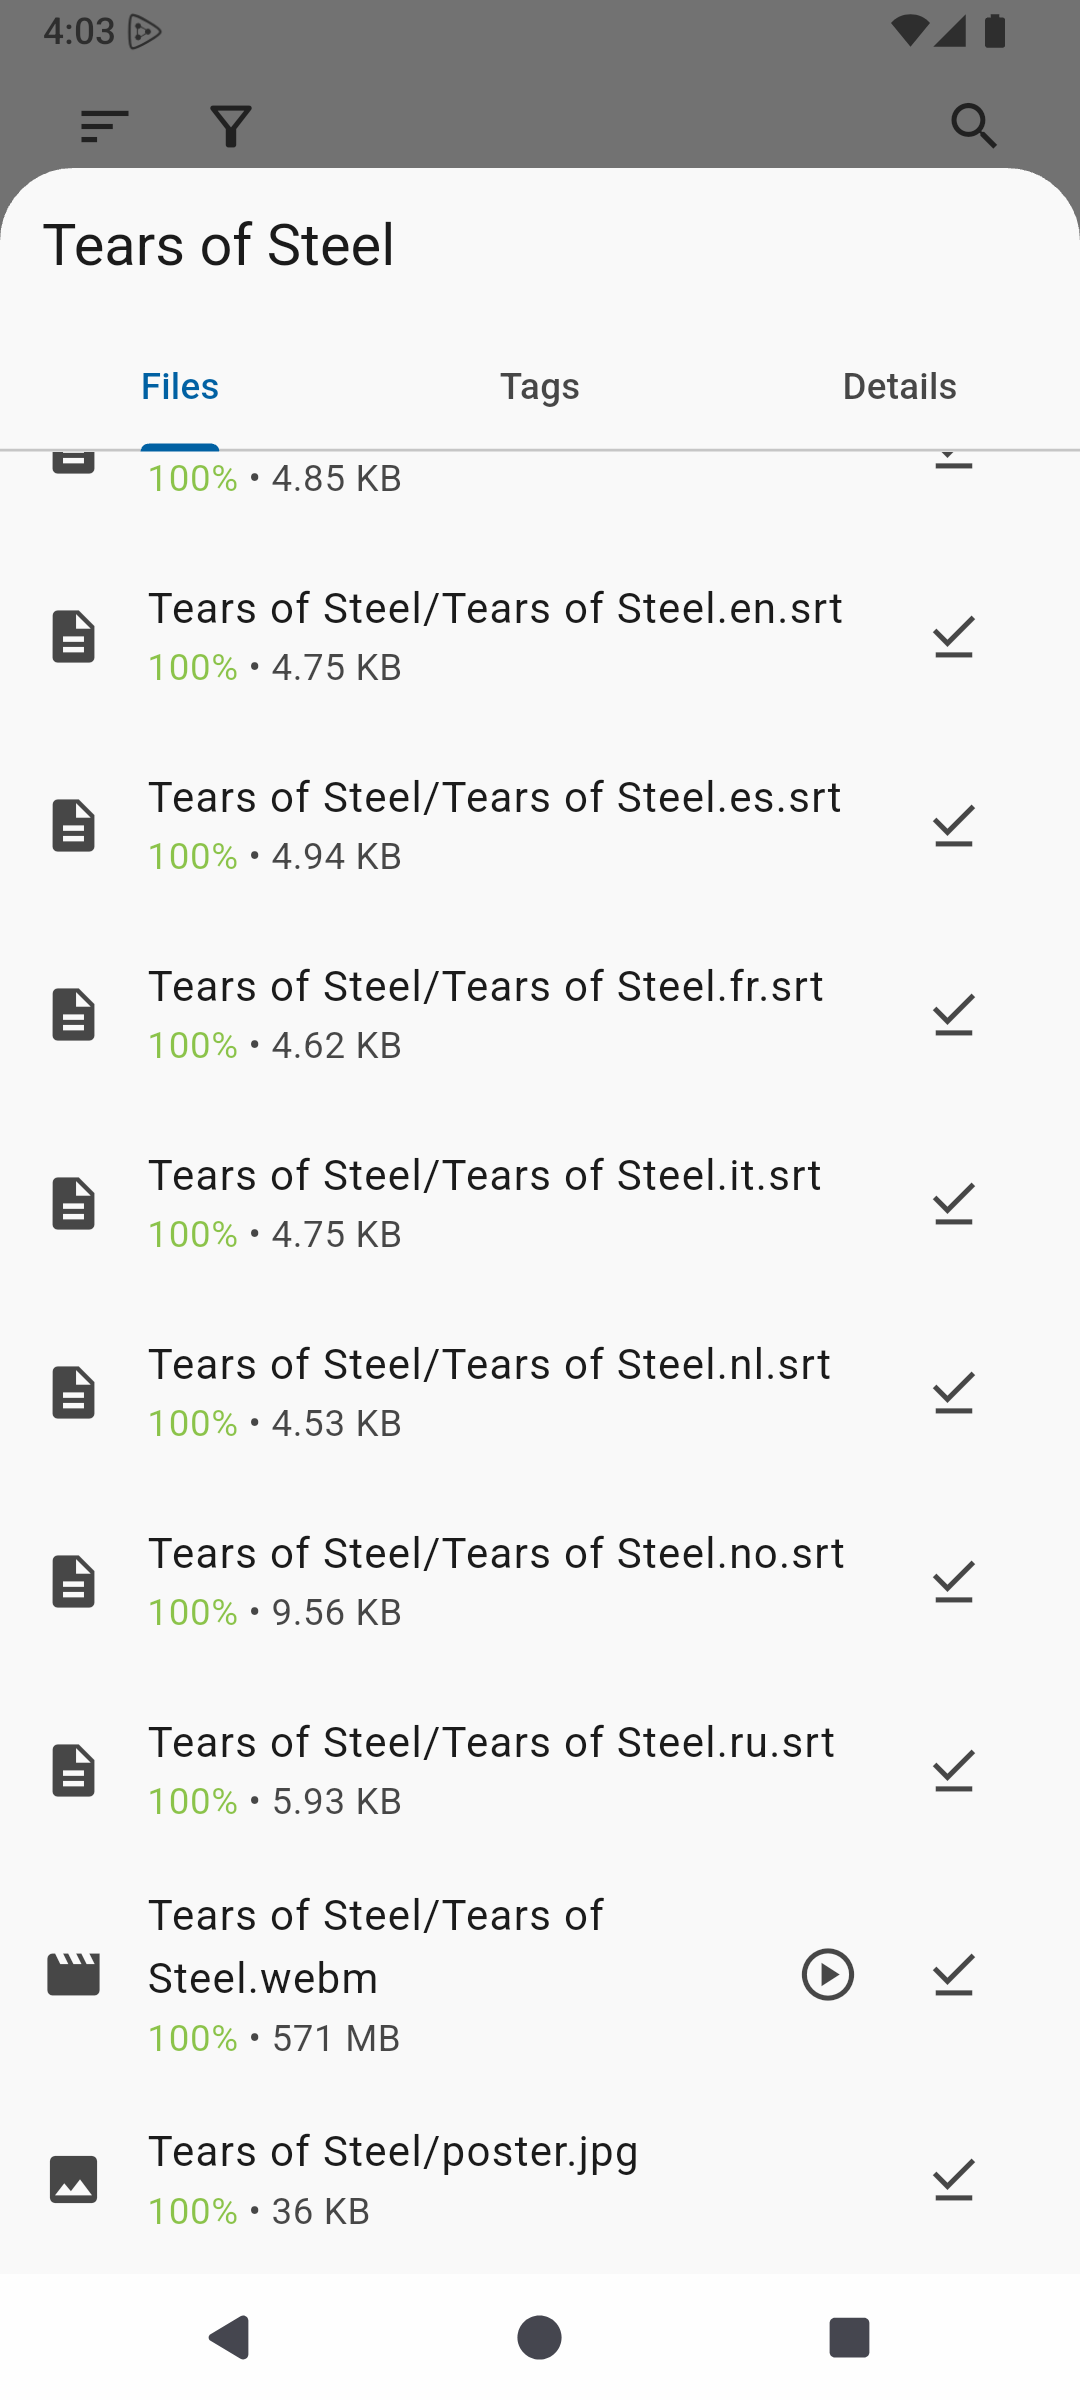 4:03
Tears of Steel
Files
Tags
Details
100% • 4.85 KB
Tears of Steel/Tears of Steel.en.srt
100% • 4.75 KB
Tears of Steel/Tears of Steel.es.srt
100% • 4.94 KB
Tears of Steel/Tears of Steel.fr.srt
100% • 4.62 KB
Tears of Steel/Tears of Steel.it.srt
100% • 4.75 KB
Tears of Steel/Tears of Steel.nl.srt
100% • 4.53 KB
Tears of Steel/Tears of Steel.no.srt
100% • 9.56 KB
Tears of Steel/Tears of Steel.ru.srt
100% • 5.93 KB
Tears of Steel/Tears of
Steel.webm
100% • 571 MB
Tears of Steel/poster.jpg
100% • 36 KB